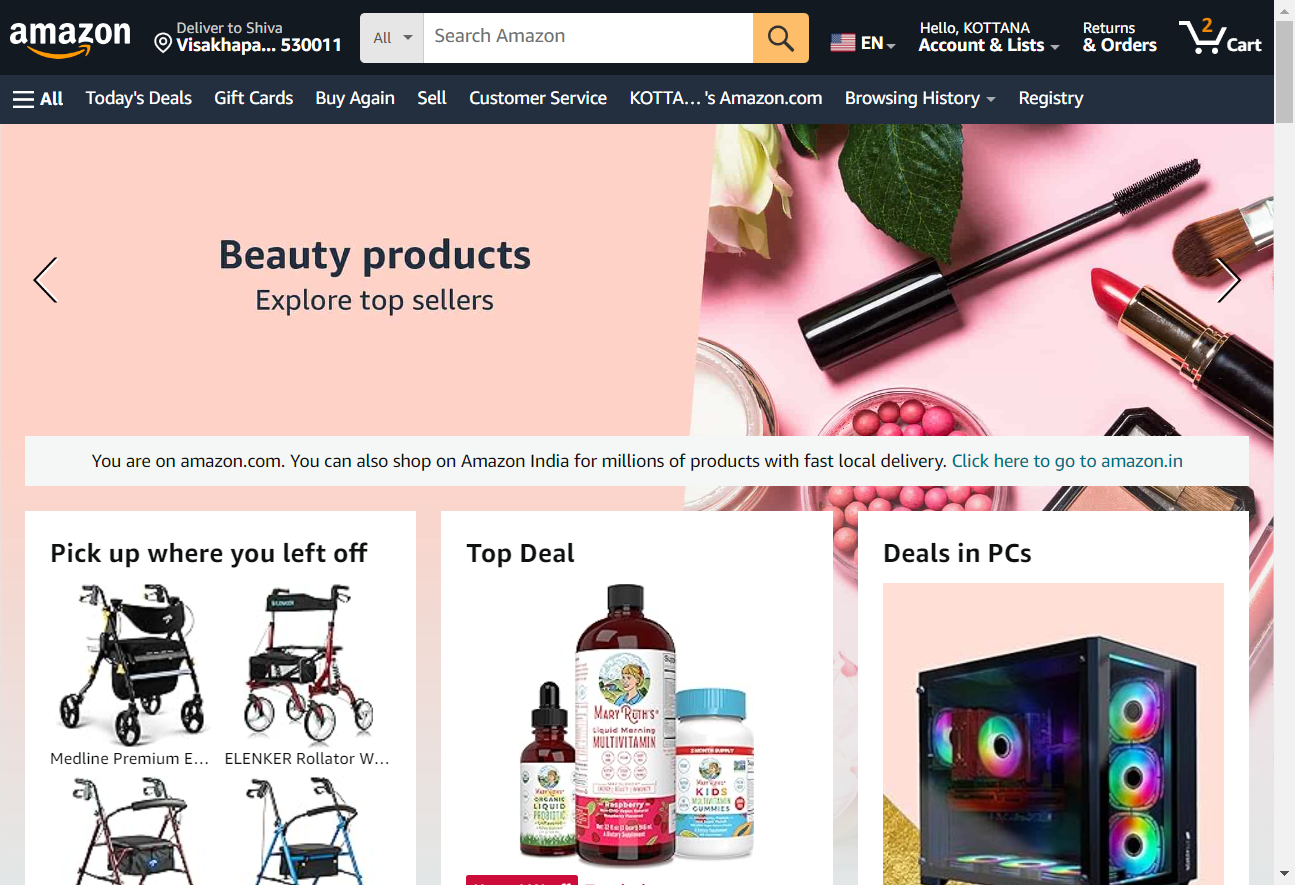 amazon
Deliver to Shiva
Visakhapa... 530011
All
Search Amazon
EN
Hello, KOTTANA
Account & Lists
Returns
& Orders
2
Cart
All
Today's Deals
Gift Cards
Buy Again
Sell
Customer Service
KOTTA... 's Amazon.com
Browsing History
Registry
Beauty products
Explore top sellers
You are on amazon.com. You can also shop on Amazon India for millions of products with fast local delivery. Click here to go to amazon.in
Pick up where you left off
Medline Premium E...
ELENKER Rollator W...
Top Deal
MARY RUTH'S
Liquid Morning
MULTIVITAMIN
Raspberry
ORGANIC
LIQUID
PROBIOTIC
2 MONTH SUPPLY
KIDS
MULTIVITAMIN
GUMMIES
Deals in PCs